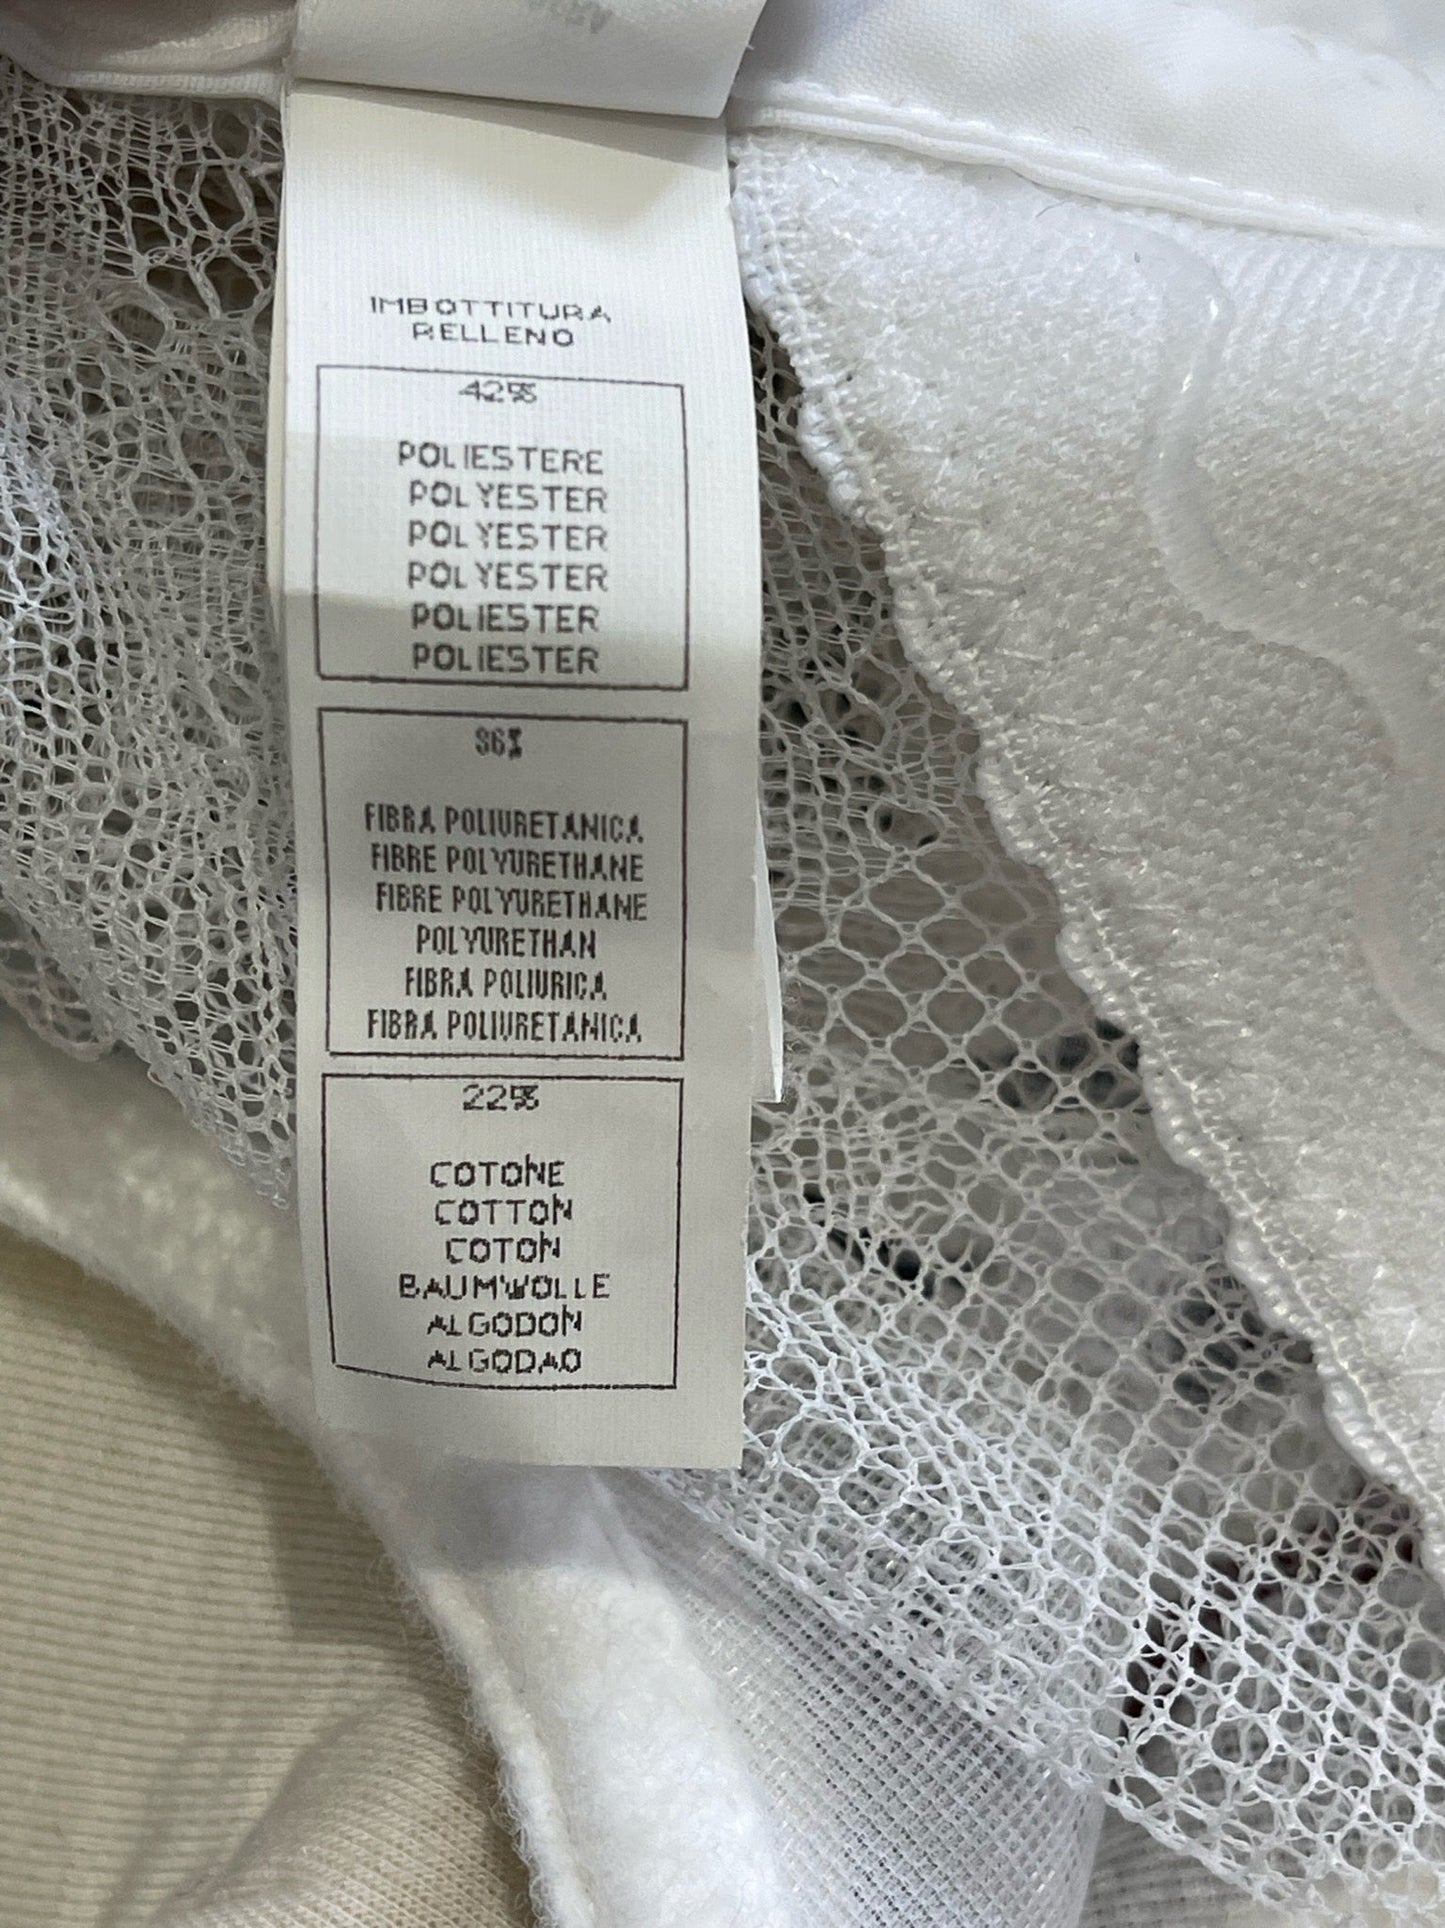 IMBOTTITURA
RELLENO
42%
POLIESTERE
POLYESTER
POLYESTER
POLYESTER
POLIESTER
POLIESTER
36%
FIBRA POLIURETANICA
FIBRE POLYURETHANE
FIBRE POLYURETHANE
POLYURETHAN
FIBRA POLIURICA
FIBRA POLIURETANICA
22%
COTONE
COTTON
COTON
BAUMWOLLE
ALGODON
ALGODAO